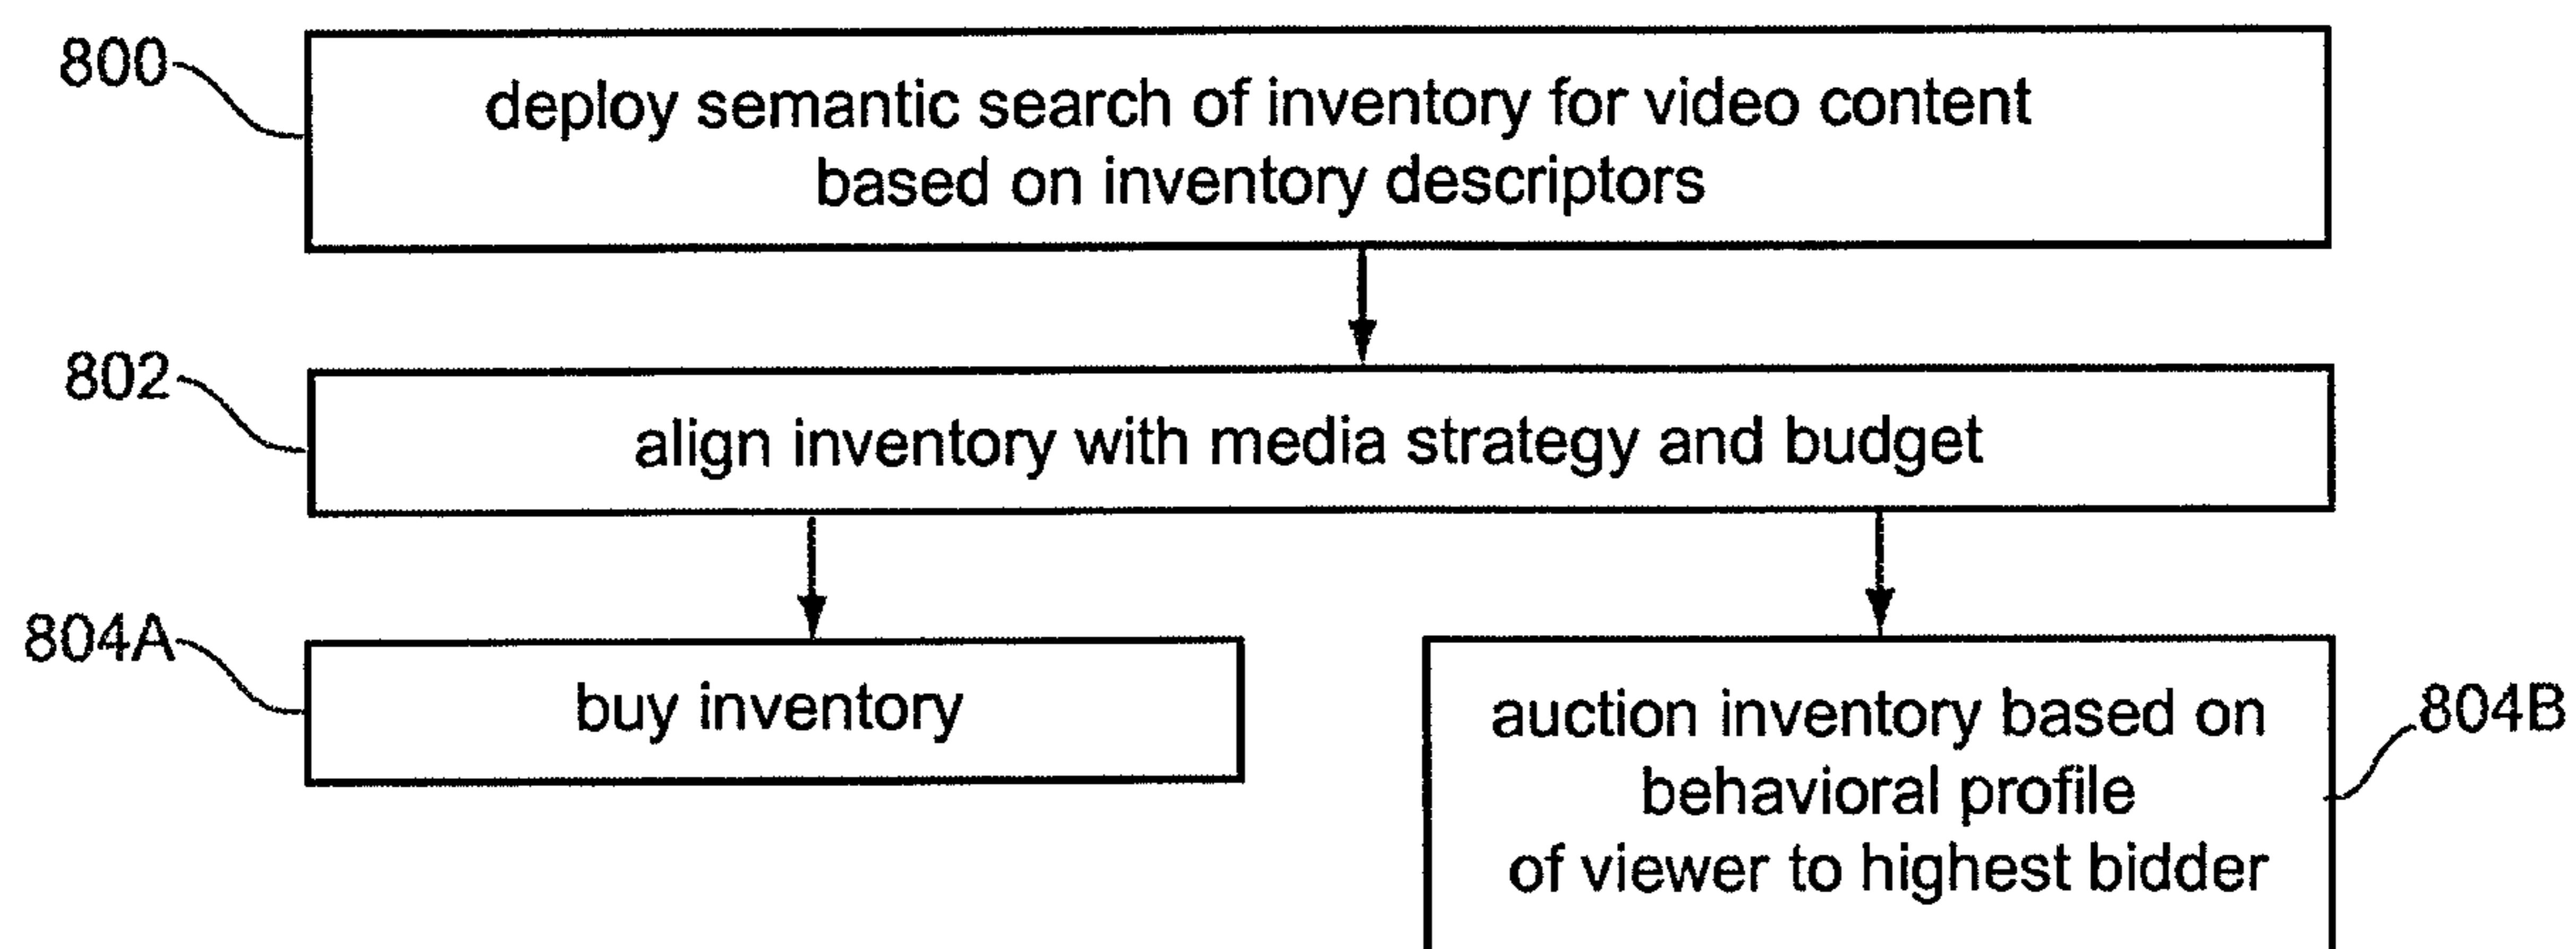 800
deploy semantic search of inventory for video content
based on inventory descriptors
802
align inventory with media strategy and budget
804A
buy inventory
auction inventory based on
behavioral profile
of viewer to highest bidder
804B